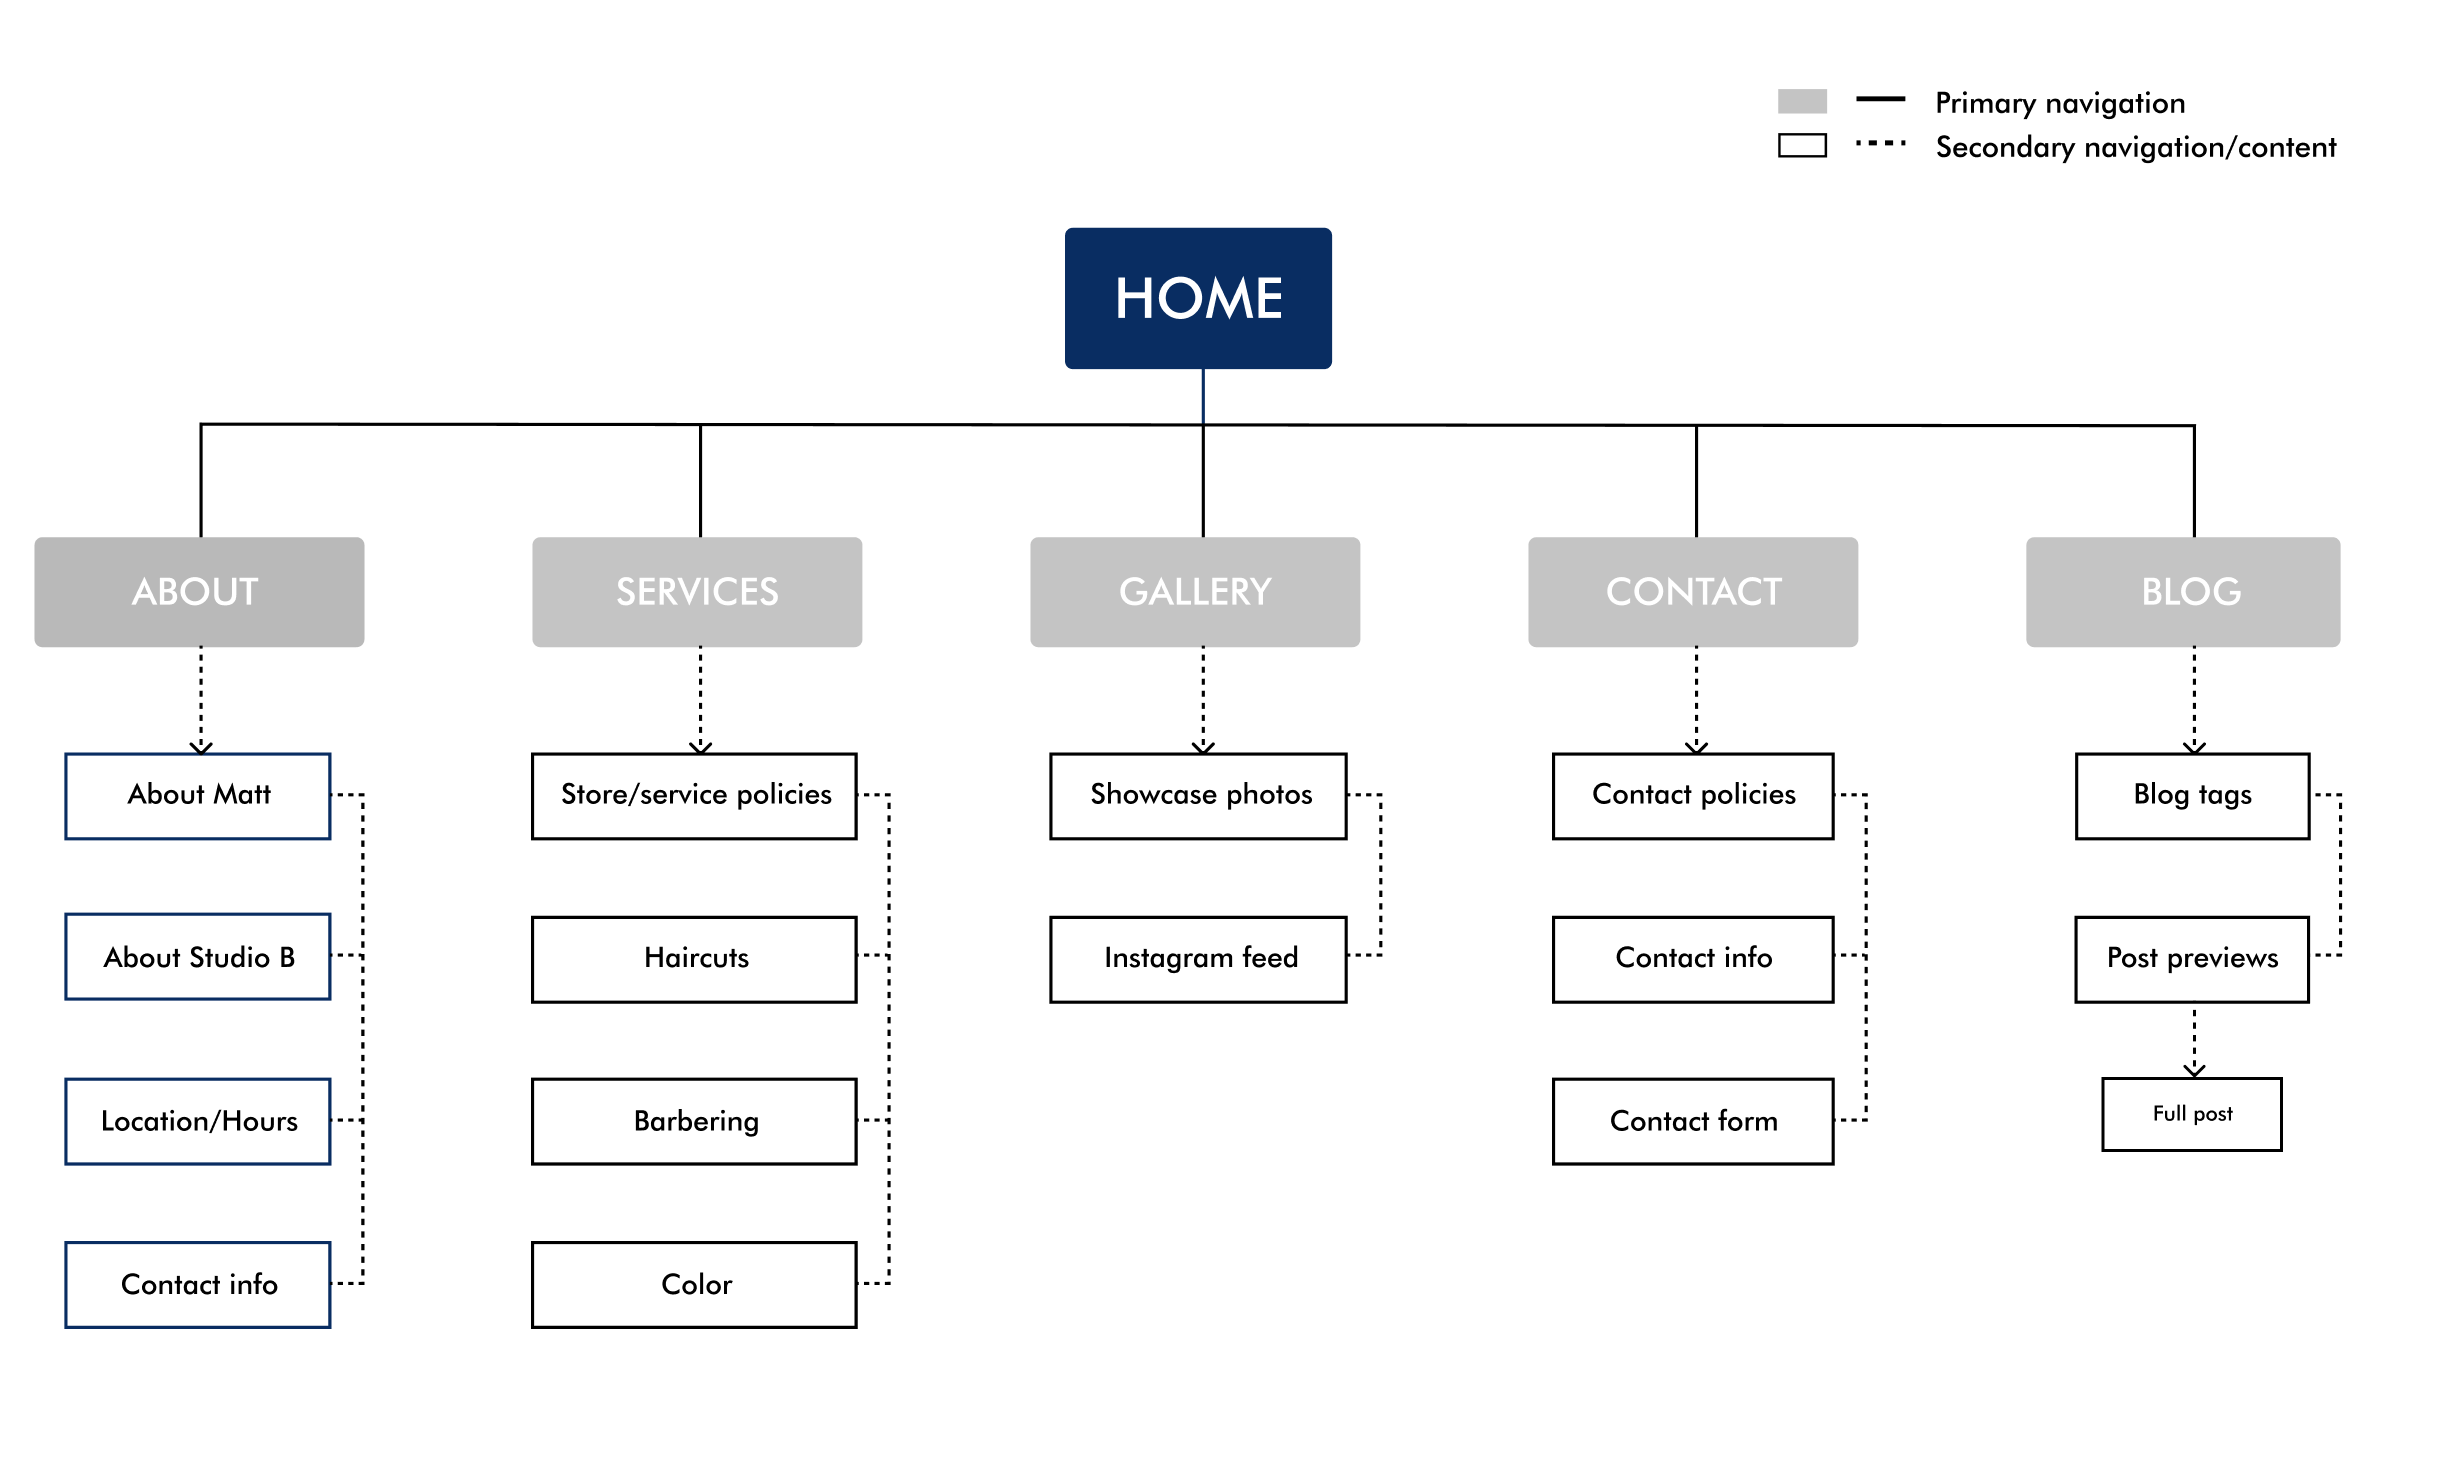 Primary navigation
Secondary navigation/content
HOME
ABOUT
SERVICES
GALLERY
CONTACT
BLOG
About Matt
Store/service policies
Showcase photos
Contact policies
Blog tags
About Studio B
Haircuts
Instagram feed
Contact info
Post previews
Location/Hours
Barbering
Contact form
Full post
Contact info
Color